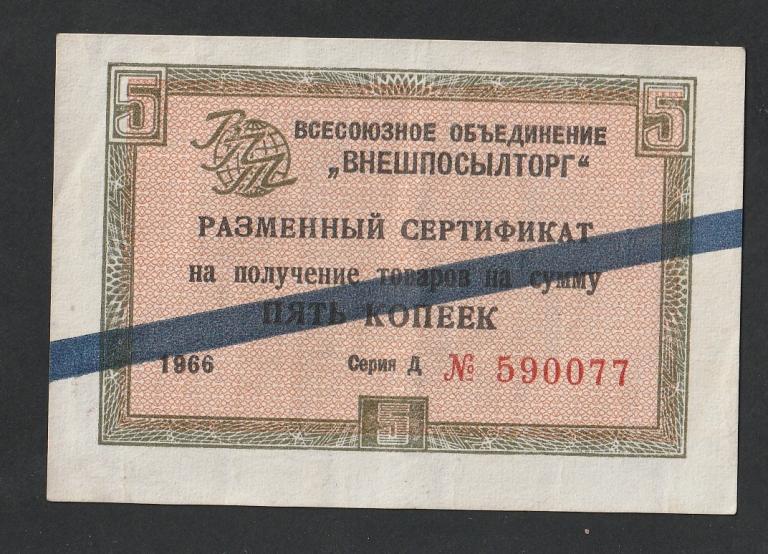 5 5
ВПТ
ВСЕСОЮЗНОЕ ОБЪЕДИНЕНИЕ
„ВНЕШПОСЫЛТОРГ“
РАЗМЕННЫЙ СЕРТИФИКАТ
на получение товаров на сумму
ПЯТЬ КОПЕЕК
1966 Серия Д № 590077
5